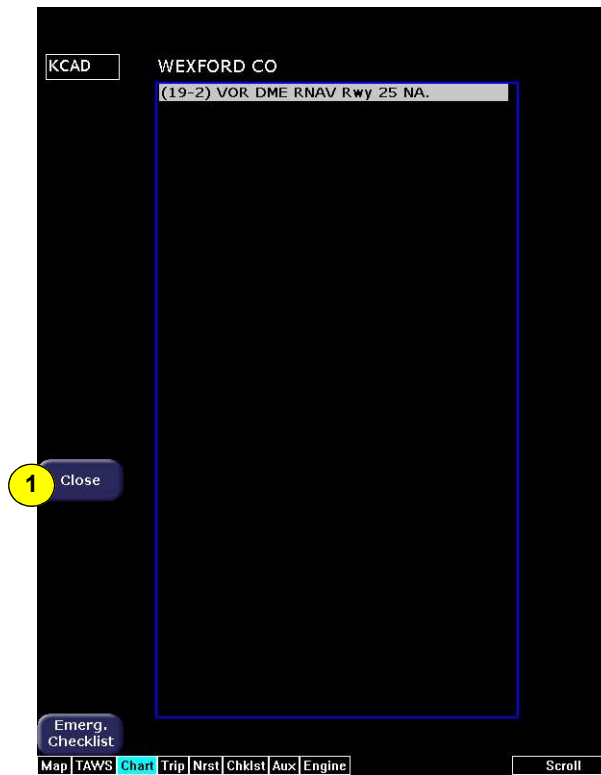 KCAD WEXFORD CO
(19-2) VOR DME RNAV Rwy 25 NA.
1 Close
Emerg.
Checklist
Map TAWS Chart Trip Nrst Chklst Aux Engine Scroll